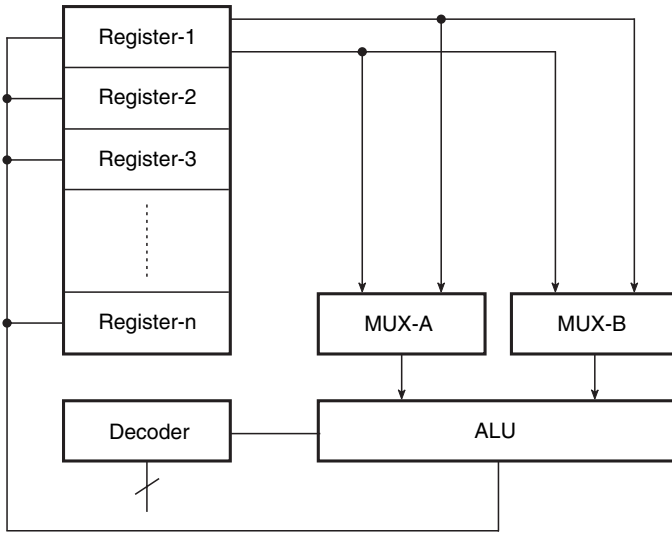 Register-1
Register-2
Register-3
Register-n
MUX-A
MUX-B
Decoder
ALU